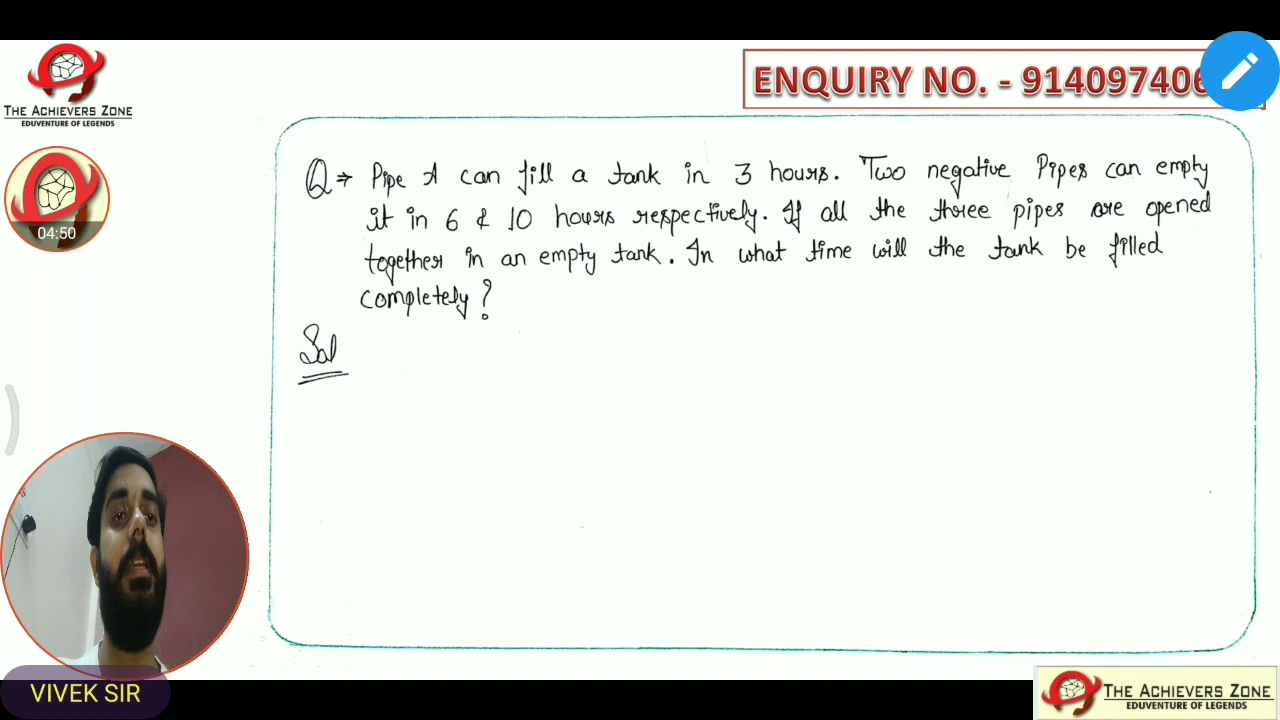 THE ACHIEVERS ZONE
EDUVENTURE OF LEGENDS
ENQUIRY NO. - 914097406
04:50
Q⇒ Pipe A can fill a tank in 3 hours. Two negative Pipes can empty
it in 6 & 10 hours respectively. If all the three pipes are opened
together in an empty tank. In what time will the tank be filled
completely?
Sol
VIVEK SIR
THE ACHIEVERS ZONE
EDUVENTURE OF LEGENDS